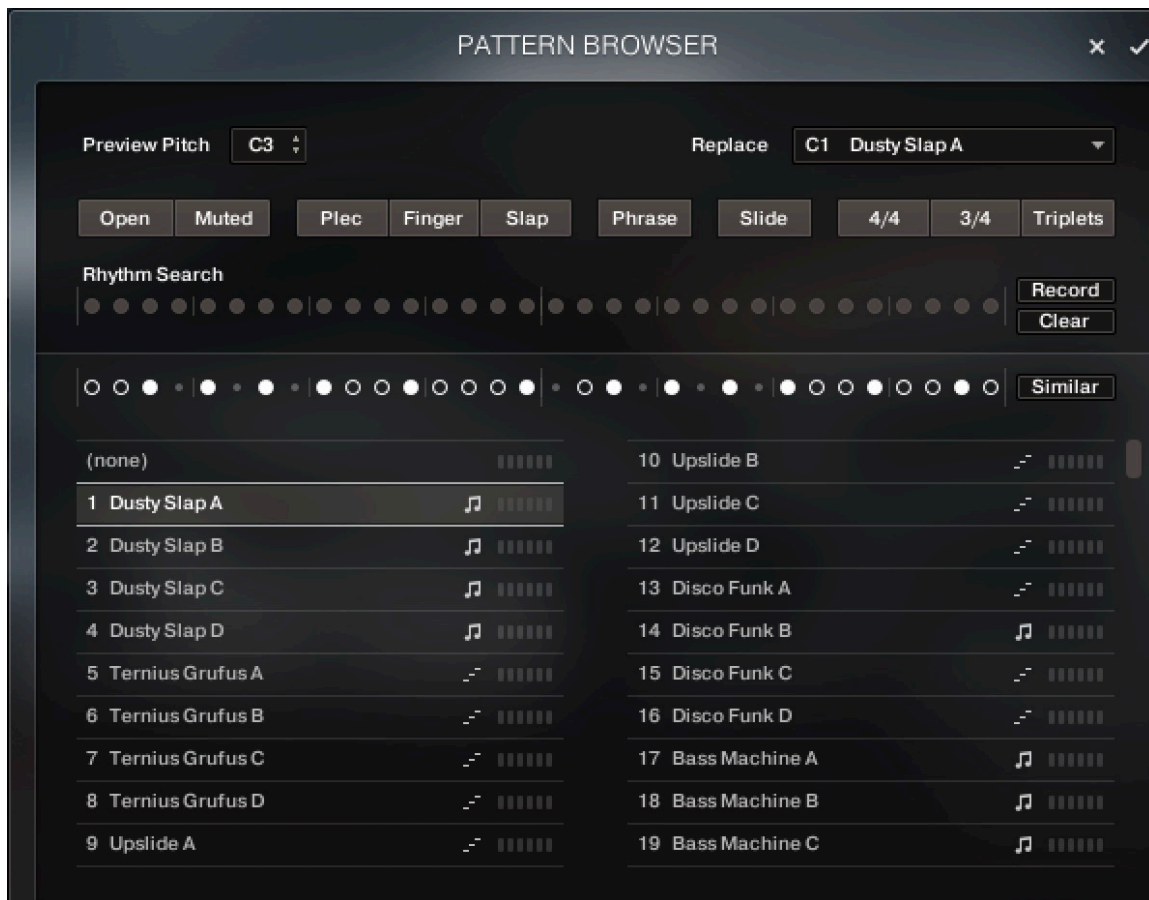 PATTERN BROWSER
Preview Pitch C3 Replace C1 Dusty Slap A
Open Muted Plec Finger Slap Phrase Slide 4/4 3/4 Triplets
Rhythm Search
Record
Clear
Similar
(none)
1 Dusty Slap A
2 Dusty Slap B
3 Dusty Slap C
4 Dusty Slap D
5 Ternius Grufus A
6 Ternius Grufus B
7 Ternius Grufus C
8 Ternius Grufus D
9 Upslide A
10 Upslide B
11 Upslide C
12 Upslide D
13 Disco Funk A
14 Disco Funk B
15 Disco Funk C
16 Disco Funk D
17 Bass Machine A
18 Bass Machine B
19 Bass Machine C